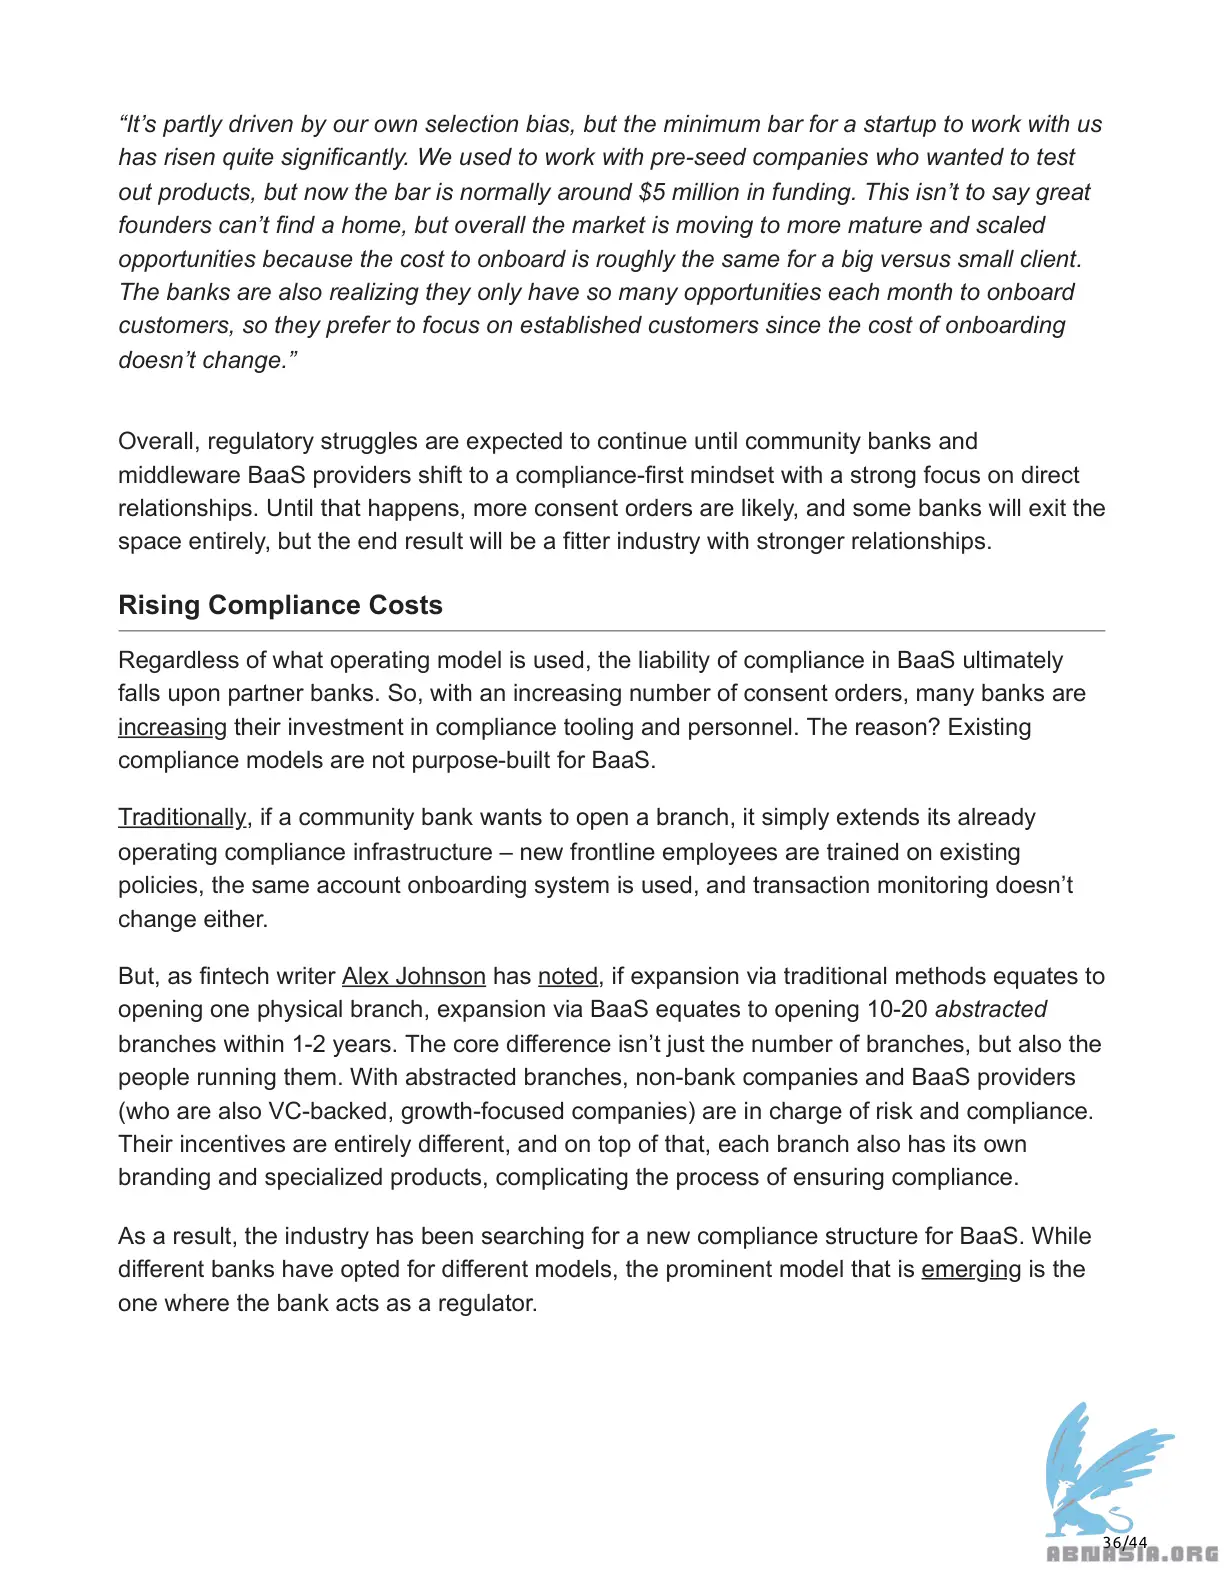 “It’s partly driven by our own selection bias, but the minimum bar for a startup to work with us
has risen quite significantly. We used to work with pre-seed companies who wanted to test
out products, but now the bar is normally around $5 million in funding. This isn’t to say great
founders can’t find a home, but overall the market is moving to more mature and scaled
opportunities because the cost to onboard is roughly the same for a big versus small client.
The banks are also realizing they only have so many opportunities each month to onboard
customers, so they prefer to focus on established customers since the cost of onboarding
doesn’t change.”
Overall, regulatory struggles are expected to continue until community banks and
middleware BaaS providers shift to a compliance-first mindset with a strong focus on direct
relationships. Until that happens, more consent orders are likely, and some banks will exit the
space entirely, but the end result will be a fitter industry with stronger relationships.
Rising Compliance Costs
Regardless of what operating model is used, the liability of compliance in BaaS ultimately
falls upon partner banks. So, with an increasing number of consent orders, many banks are
increasing their investment in compliance tooling and personnel. The reason? Existing
compliance models are not purpose-built for BaaS.
Traditionally, if a community bank wants to open a branch, it simply extends its already
operating compliance infrastructure – new frontline employees are trained on existing
policies, the same account onboarding system is used, and transaction monitoring doesn’t
change either.
But, as fintech writer Alex Johnson has noted, if expansion via traditional methods equates to
opening one physical branch, expansion via BaaS equates to opening 10-20 abstracted
branches within 1-2 years. The core difference isn’t just the number of branches, but also the
people running them. With abstracted branches, non-bank companies and BaaS providers
(who are also VC-backed, growth-focused companies) are in charge of risk and compliance.
Their incentives are entirely different, and on top of that, each branch also has its own
branding and specialized products, complicating the process of ensuring compliance.
As a result, the industry has been searching for a new compliance structure for BaaS. While
different banks have opted for different models, the prominent model that is emerging is the
one where the bank acts as a regulator.
36/44
ABNASIA.ORG